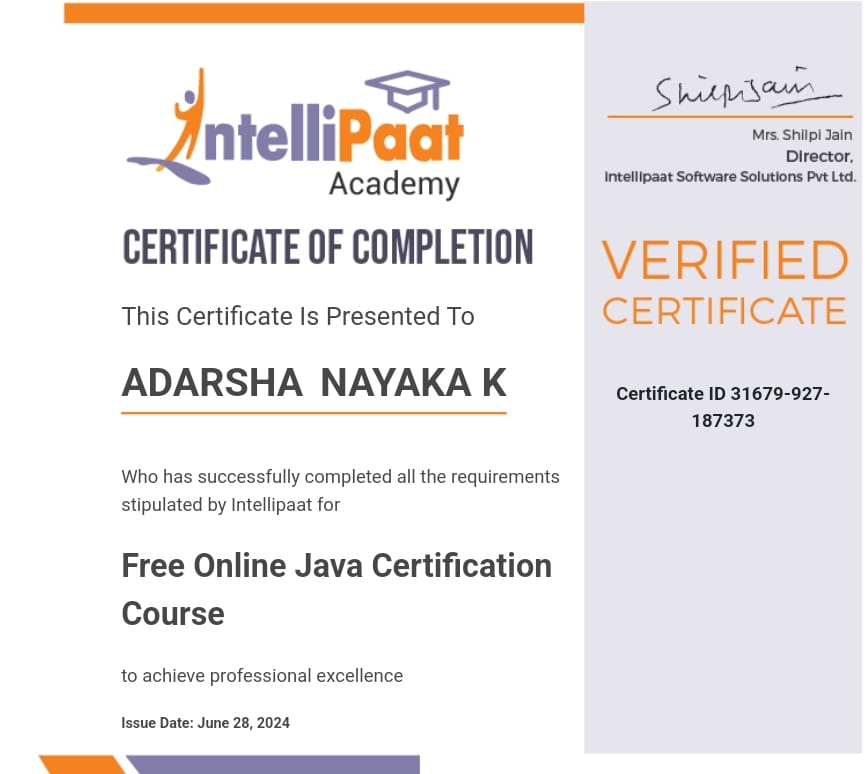 IntelliPaat
Academy
CERTIFICATE OF COMPLETION
This Certificate Is Presented To
ADARSHA NAYAKA K
Who has successfully completed all the requirements
stipulated by Intellipaat for
Free Online Java Certification
Course
to achieve professional excellence
Issue Date: June 28, 2024
Shilpi Jain
Mrs. Shilpi Jain
Director,
Intellipaat Software Solutions Pvt Ltd.
VERIFIED
CERTIFICATE
Certificate ID 31679-927-
187373